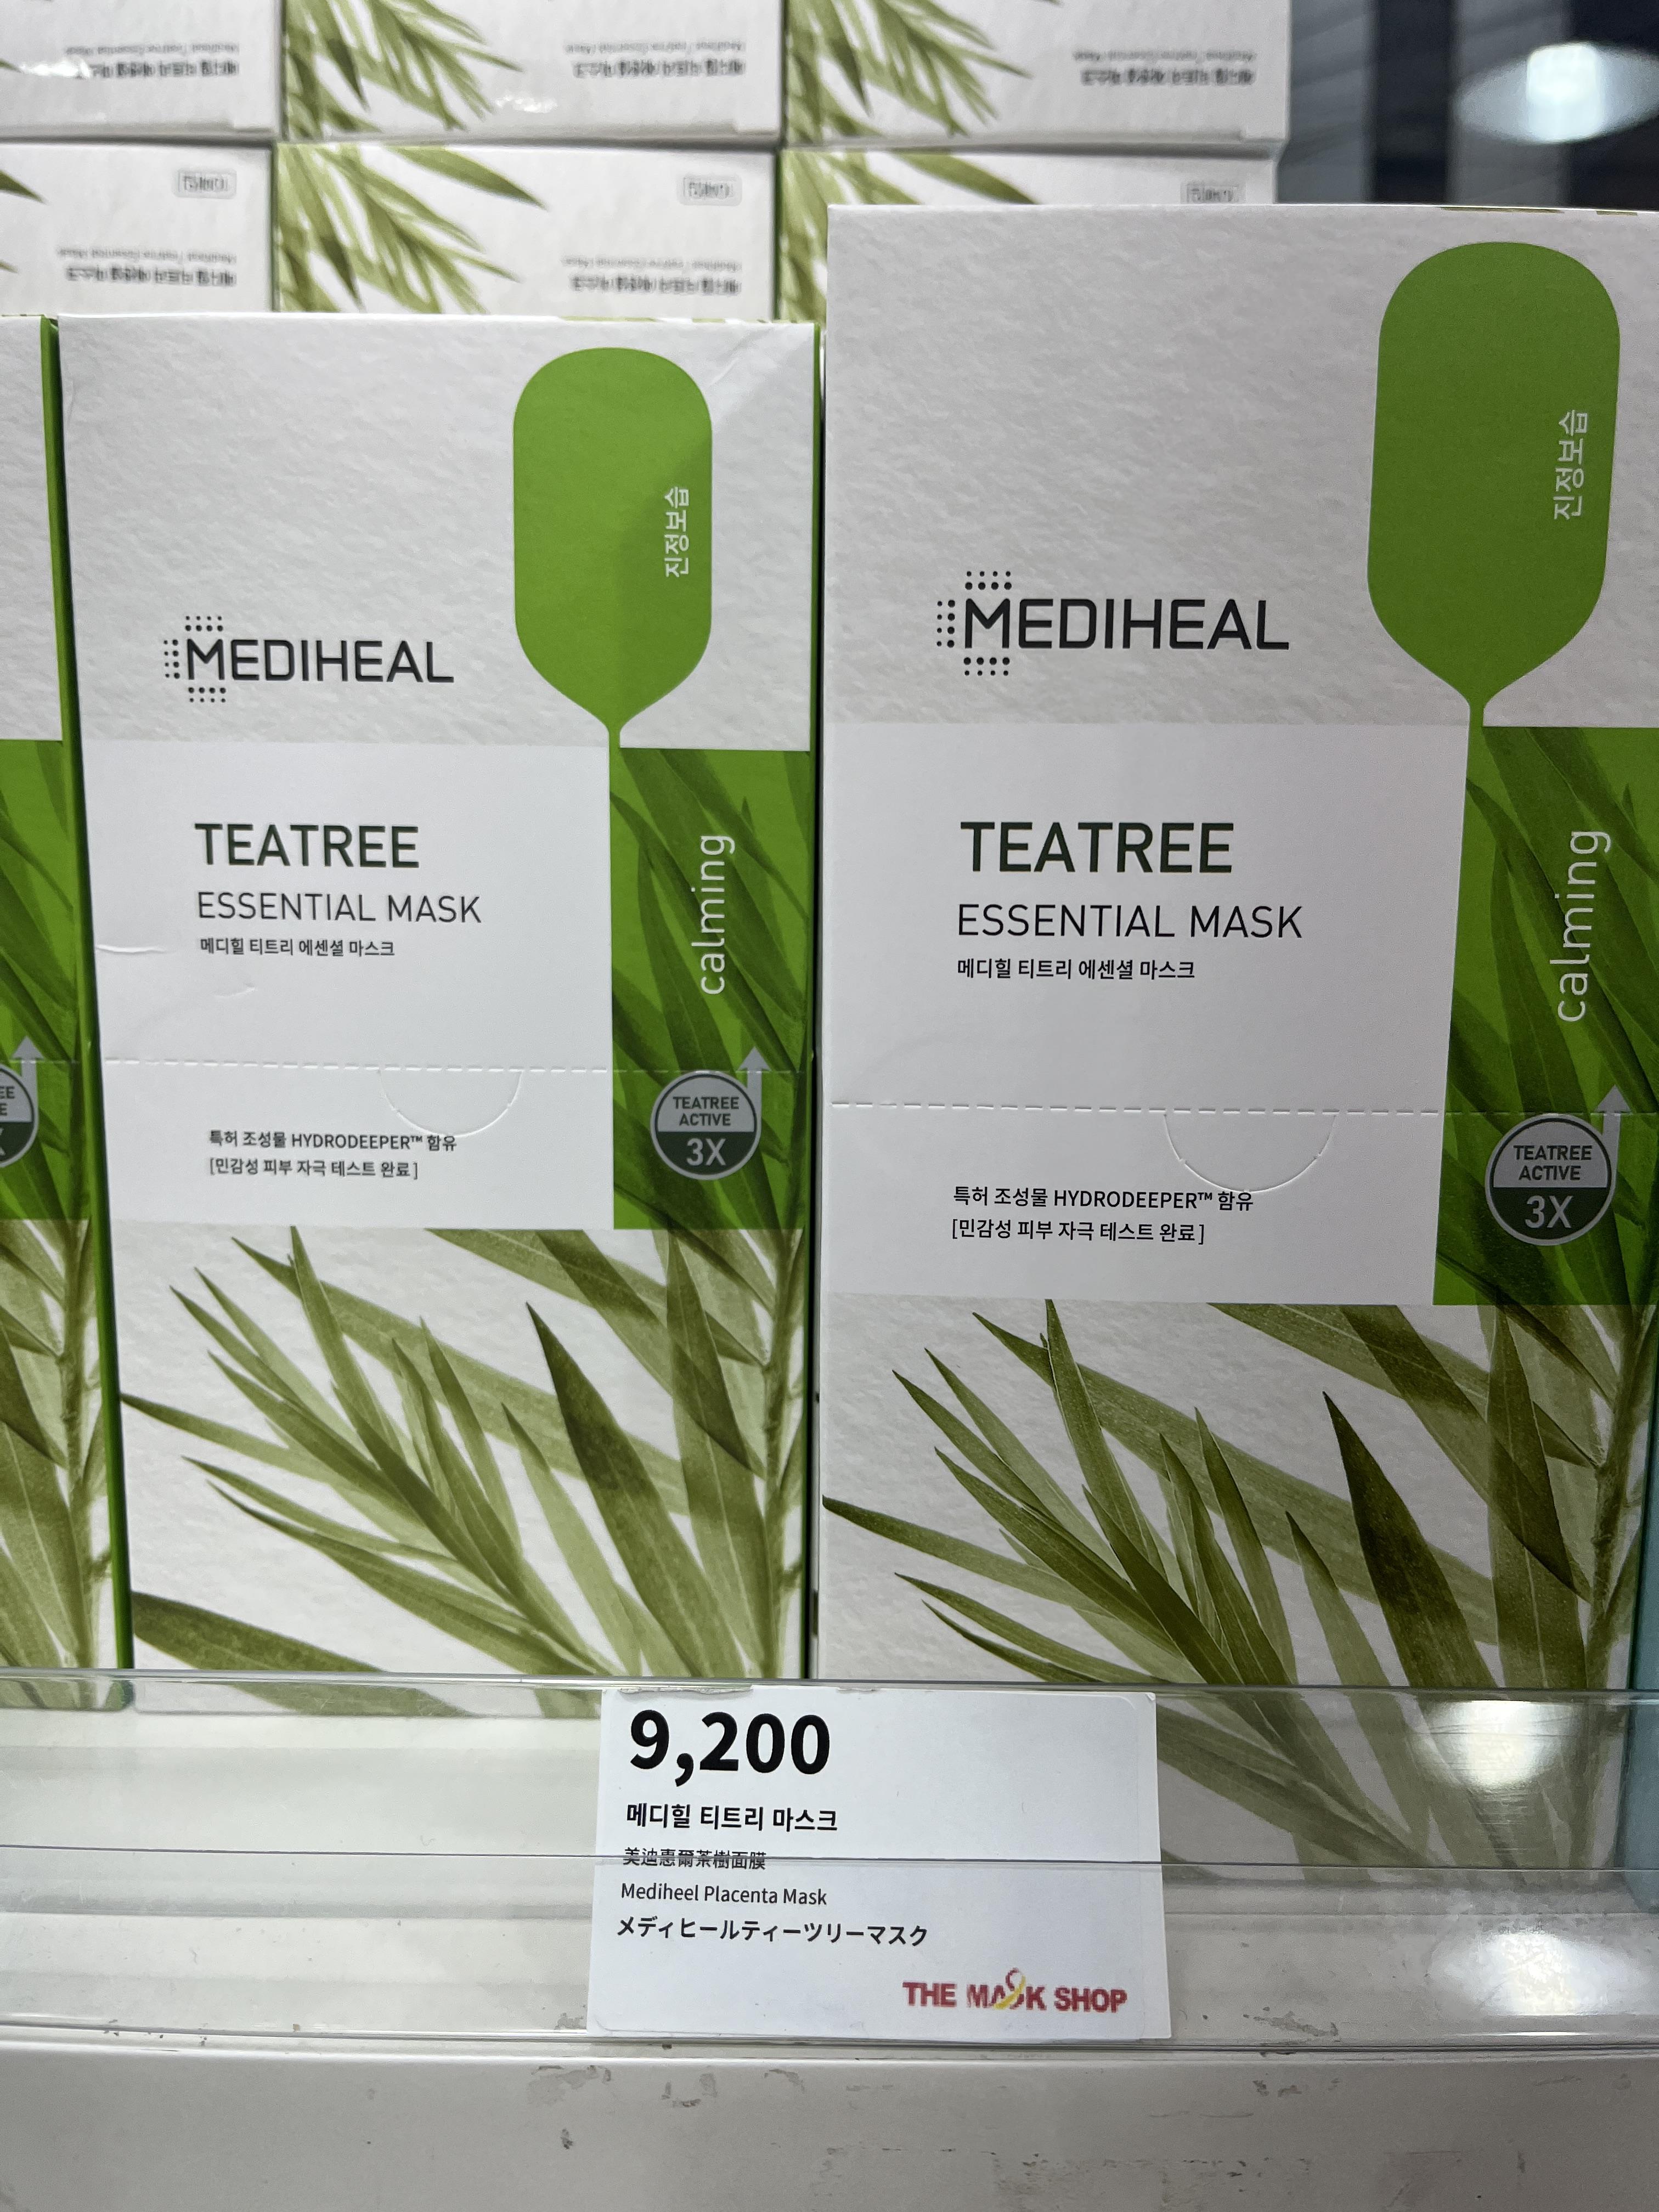 진정보습
MEDIHEAL
TEATREE
ESSENTIAL MASK
메디힐 티트리 에센셜 마스크
calming
TEATREE
ACTIVE
3X
특허 조성물 HYDRODEEPER™ 함유
[민감성 피부 자극 테스트 완료]
진정보습
MEDIHEAL
TEATREE
ESSENTIAL MASK
메디힐 티트리 에센셜 마스크
calming
TEATREE
ACTIVE
3X
특허 조성물 HYDRODEEPER™ 함유
[민감성 피부 자극 테스트 완료]
9,200
메디힐 티트리 마스크
美迪惠爾茶樹面膜
Mediheel Placenta Mask
メディヒールティーツリーマスク
THE MASK SHOP